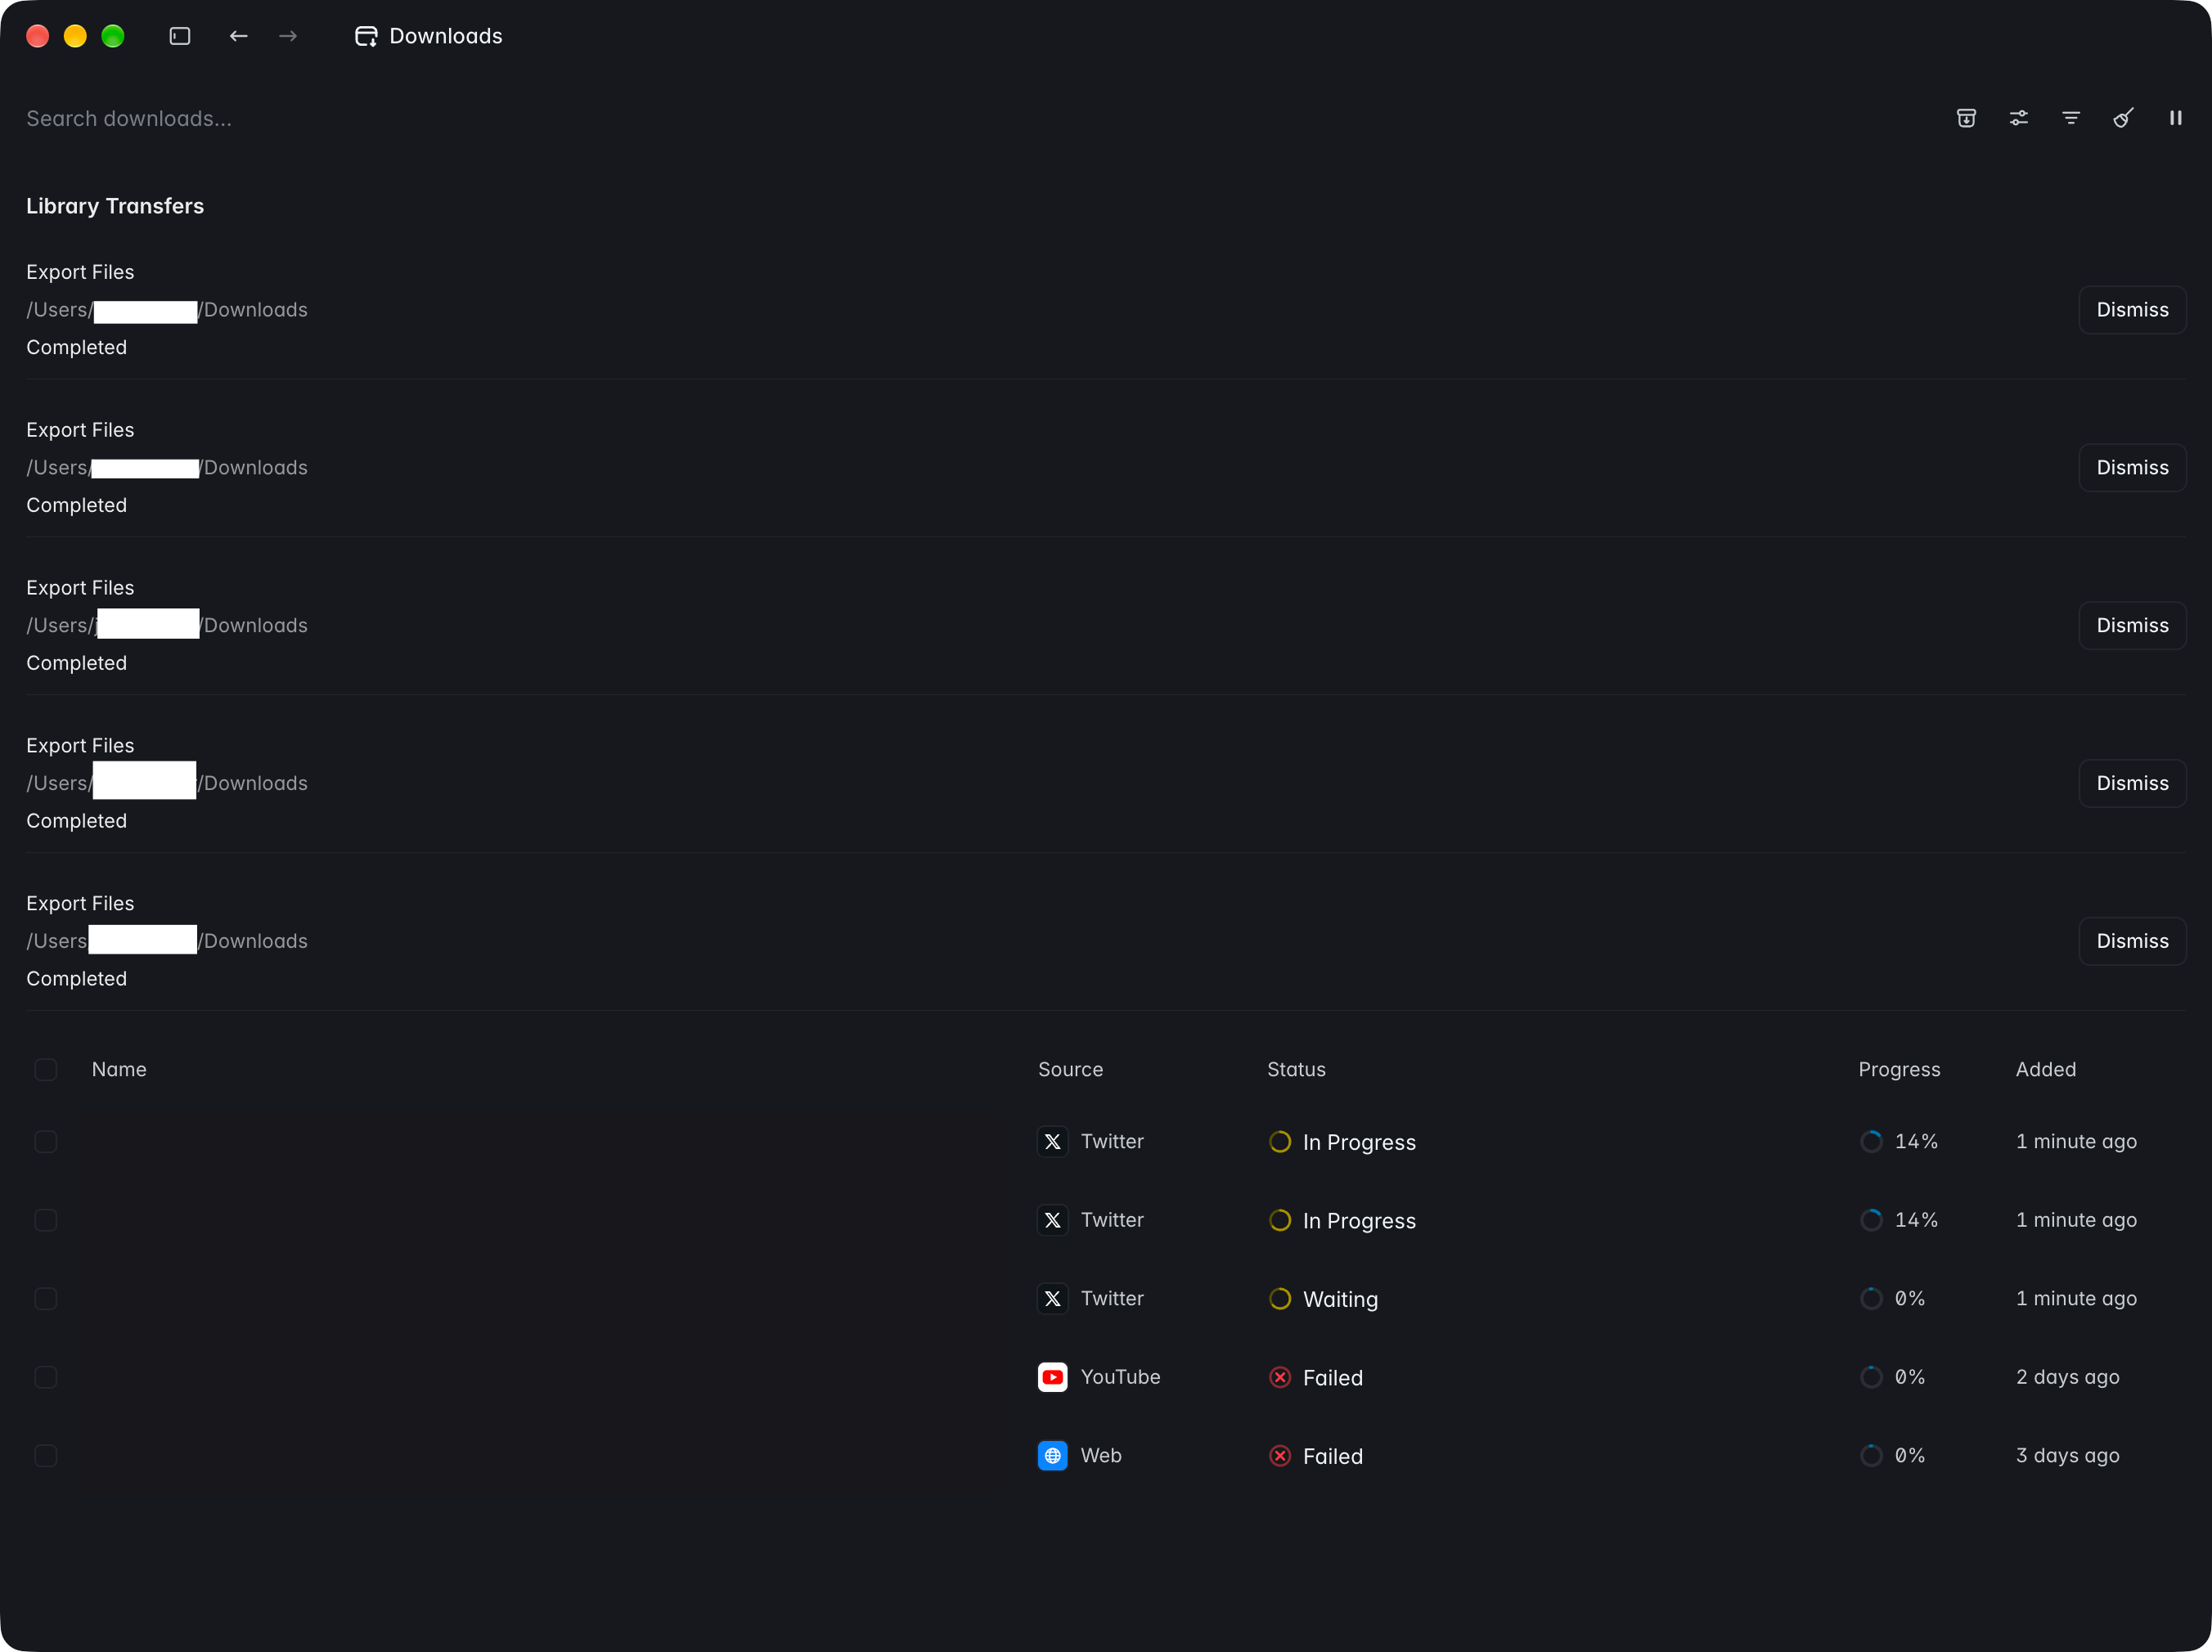 Downloads
Search downloads...
Library Transfers
Export Files
/Users/ /Downloads
Completed
Dismiss
Export Files
/Users/ /Downloads
Completed
Dismiss
Export Files
/Users/j /Downloads
Completed
Dismiss
Export Files
/Users/ /Downloads
Completed
Dismiss
Export Files
/Users /Downloads
Completed
Dismiss
Name Source Status Progress Added
Twitter In Progress 14% 1 minute ago
Twitter In Progress 14% 1 minute ago
Twitter Waiting 0% 1 minute ago
YouTube Failed 0% 2 days ago
Web Failed 0% 3 days ago